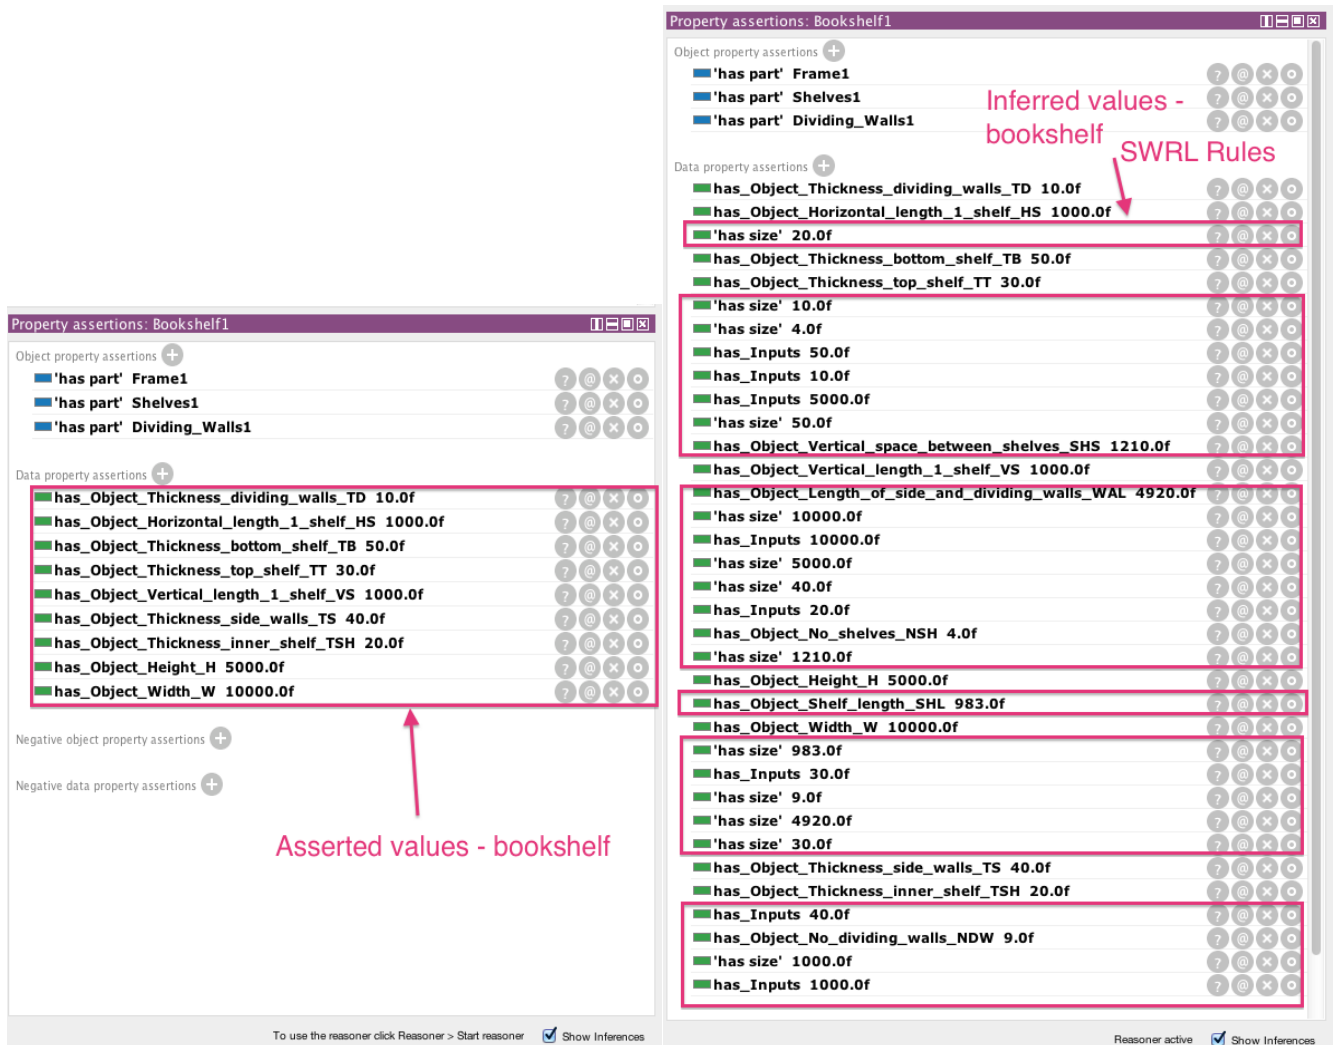 Property assertions: Bookshelf1
Object property assertions
'has part' Frame1
'has part' Shelves1
'has part' Dividing_Walls1
Data property assertions
has_Object_Thickness_dividing_walls_TD 10.0f
has_Object_Horizontal_length_1_shelf_HS 1000.0f
has_Object_Thickness_bottom_shelf_TB 50.0f
has_Object_Thickness_top_shelf_TT 30.0f
has_Object_Vertical_length_1_shelf_VS 1000.0f
has_Object_Thickness_side_walls_TS 40.0f
has_Object_Thickness_inner_shelf_TSH 20.0f
has_Object_Height_H 5000.0f
has_Object_Width_W 10000.0f
Negative object property assertions
Negative data property assertions
Asserted values - bookshelf
To use the reasoner click Reasoner > Start reasoner
Show Inferences
Property assertions: Bookshelf1
Object property assertions
'has part' Frame1
'has part' Shelves1
'has part' Dividing_Walls1
Inferred values -
bookshelf
SWRL Rules
Data property assertions
has_Object_Thickness_dividing_walls_TD 10.0f
has_Object_Horizontal_length_1_shelf_HS 1000.0f
'has size' 20.0f
has_Object_Thickness_bottom_shelf_TB 50.0f
has_Object_Thickness_top_shelf_TT 30.0f
'has size' 10.0f
'has size' 4.0f
has_Inputs 50.0f
has_Inputs 10.0f
has_Inputs 5000.0f
'has size' 50.0f
has_Object_Vertical_space_between_shelves_SHS 1210.0f
has_Object_Vertical_length_1_shelf_VS 1000.0f
has_Object_Length_of_side_and_dividing_walls_WAL 4920.0f
'has size' 10000.0f
has_Inputs 10000.0f
'has size' 5000.0f
'has size' 40.0f
has_Inputs 20.0f
has_Object_No_shelves_NSH 4.0f
'has size' 1210.0f
has_Object_Height_H 5000.0f
has_Object_Shelf_length_SHL 983.0f
has_Object_Width_W 10000.0f
'has size' 983.0f
has_Inputs 30.0f
'has size' 9.0f
'has size' 4920.0f
'has size' 30.0f
has_Object_Thickness_side_walls_TS 40.0f
has_Object_Thickness_inner_shelf_TSH 20.0f
has_Inputs 40.0f
has_Object_No_dividing_walls_NDW 9.0f
'has size' 1000.0f
has_Inputs 1000.0f
Reasoner active
Show Inferences